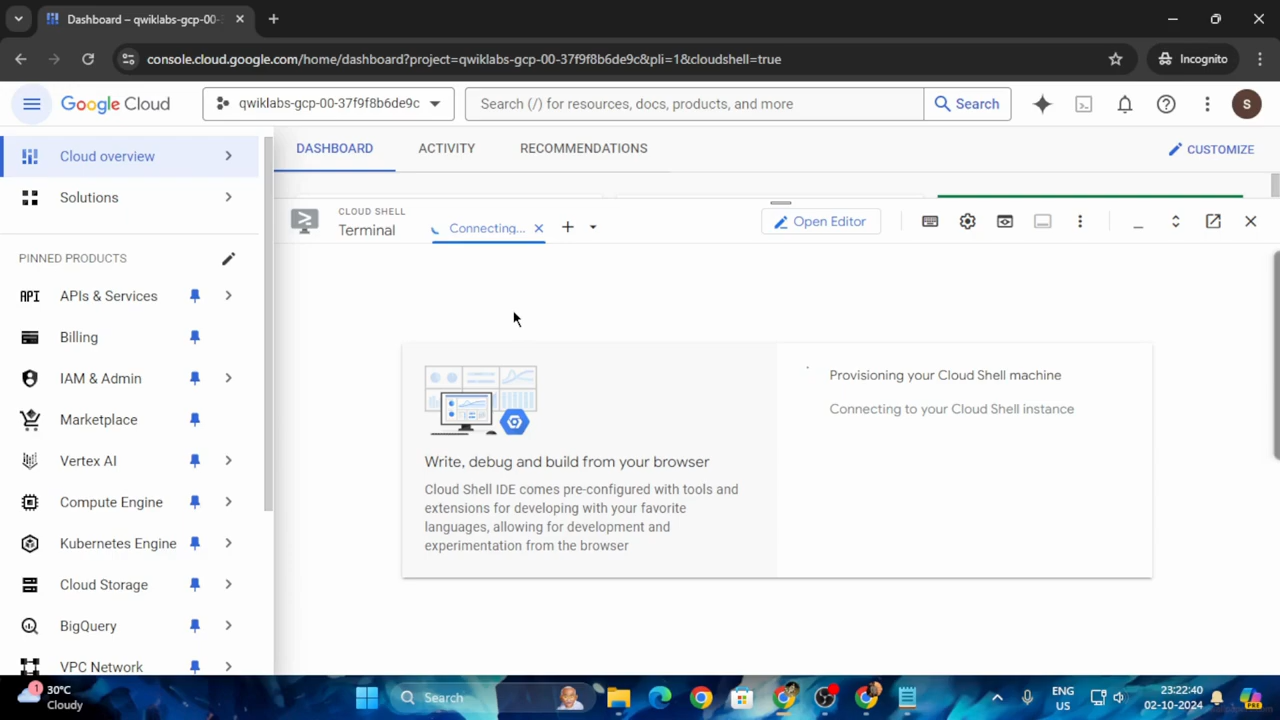 Dashboard – qwiklabs-gcp-00-
console.cloud.google.com/home/dashboard?project=qwiklabs-gcp-00-37f9f8b6de9c&pli=1&cloudshell=true
Incognito
Google Cloud
qwiklabs-gcp-00-37f9f8b6de9c
Search (/) for resources, docs, products, and more
Search
S
Cloud overview
DASHBOARD
ACTIVITY
RECOMMENDATIONS
CUSTOMIZE
Solutions
CLOUD SHELL
Terminal
Connecting...
Open Editor
PINNED PRODUCTS
API
APIs & Services
Billing
IAM & Admin
Marketplace
Vertex AI
Compute Engine
Kubernetes Engine
Cloud Storage
BigQuery
VPC Network
Provisioning your Cloud Shell machine
Connecting to your Cloud Shell instance
Write, debug and build from your browser
Cloud Shell IDE comes pre-configured with tools and
extensions for developing with your favorite
languages, allowing for development and
experimentation from the browser
1
30°C
Cloudy
Search
ENG
US
22:22:40
02-10-2024
PRE